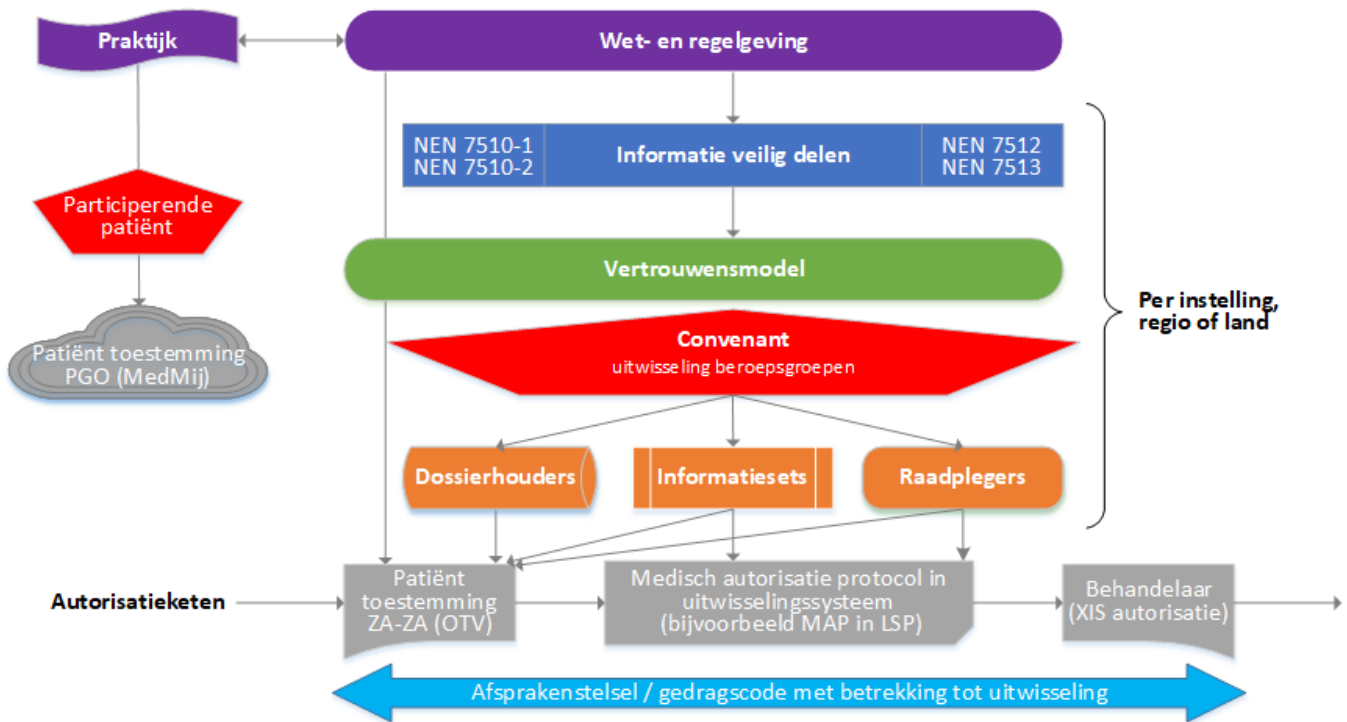 Praktijk
Wet- en regelgeving
NEN 7510-1
NEN 7510-2
Informatie veilig delen
NEN 7512
NEN 7513
Participerende
patiënt
Vertrouwensmodel
Patiënt toestemming
PGO (MedMij)
Convenant
uitwisseling beroepsgroepen
Per instelling,
regio of land
Dossierhouders
Informatiesets
Raadplegers
Autorisatieketen
Patiënt
toestemming
ZA-ZA (OTV)
Medisch autorisatie protocol in
uitwisselingssysteem
(bijvoorbeeld MAP in LSP)
Behandelaar
(XIS autorisatie)
Afsprakenstelsel / gedragscode met betrekking tot uitwisseling